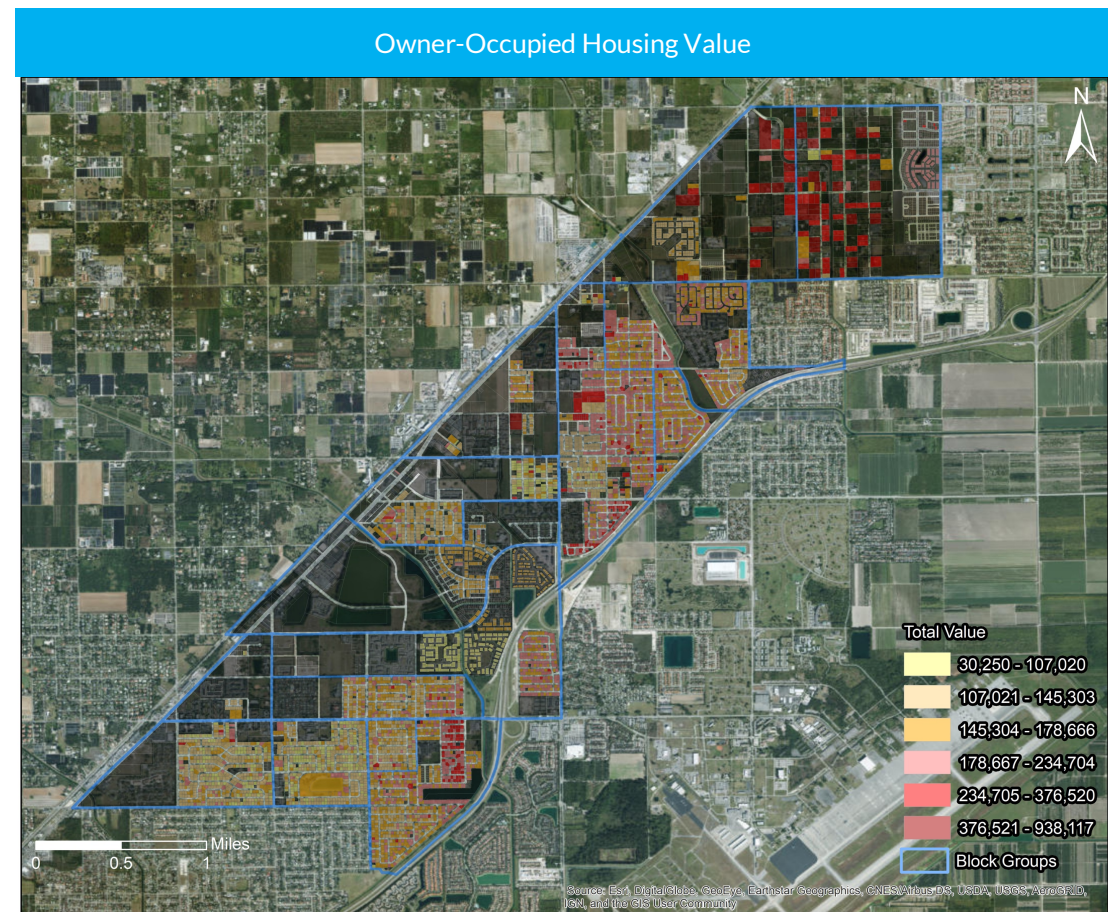 Owner-Occupied Housing Value
N
Total Value
30,250 - 107,020
107,021 - 145,303
145,304 - 178,666
178,667 - 234,704
234,705 - 376,520
376,521 - 938,117
Block Groups
Miles
0 0.5 1
Source: Esri, DigitalGlobe, GeoEye, Earthstar Geographics, CNES/Airbus DS, USDA, USGS, AeroGRID,
IGN, and the GIS User Community